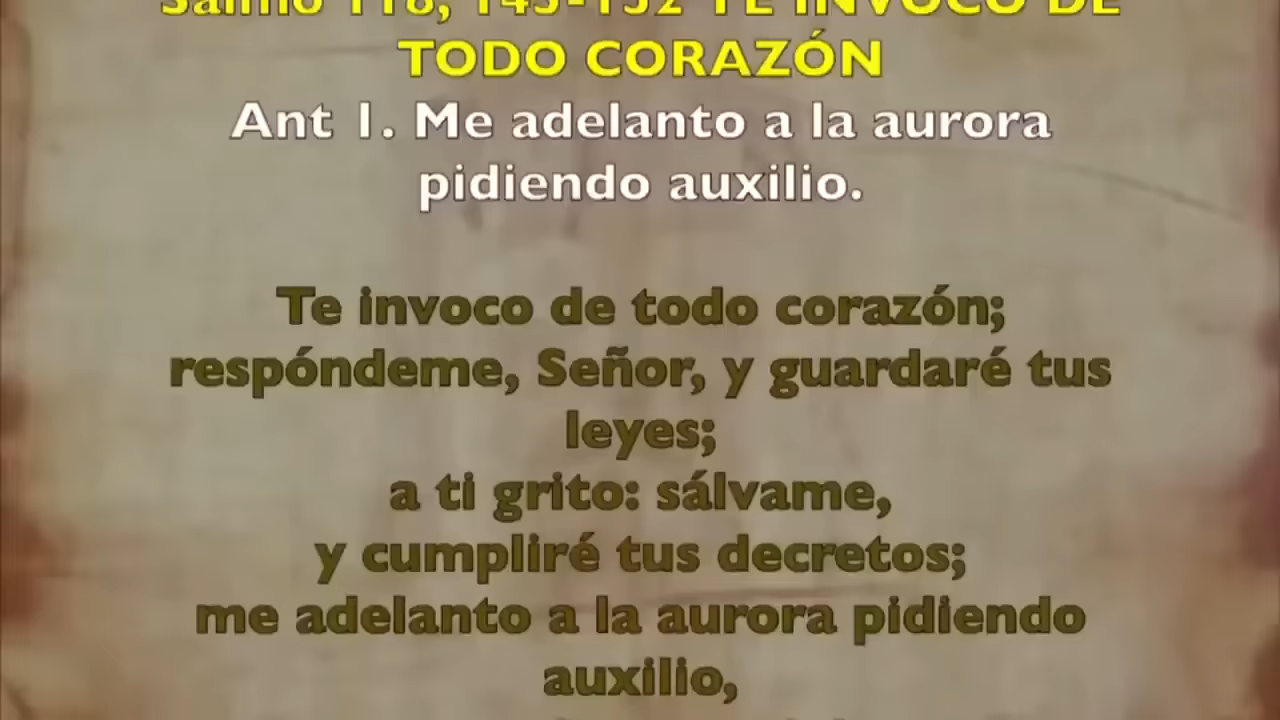 Salmo 118, 145-152 TE INVOCO DE
TODO CORAZÓN
Ant 1. Me adelanto a la aurora
pidiendo auxilio.
Te invoco de todo corazón;
respóndeme, Señor, y guardaré tus
leyes;
a ti grito: sálvame,
y cumpliré tus decretos;
me adelanto a la aurora pidiendo
auxilio,